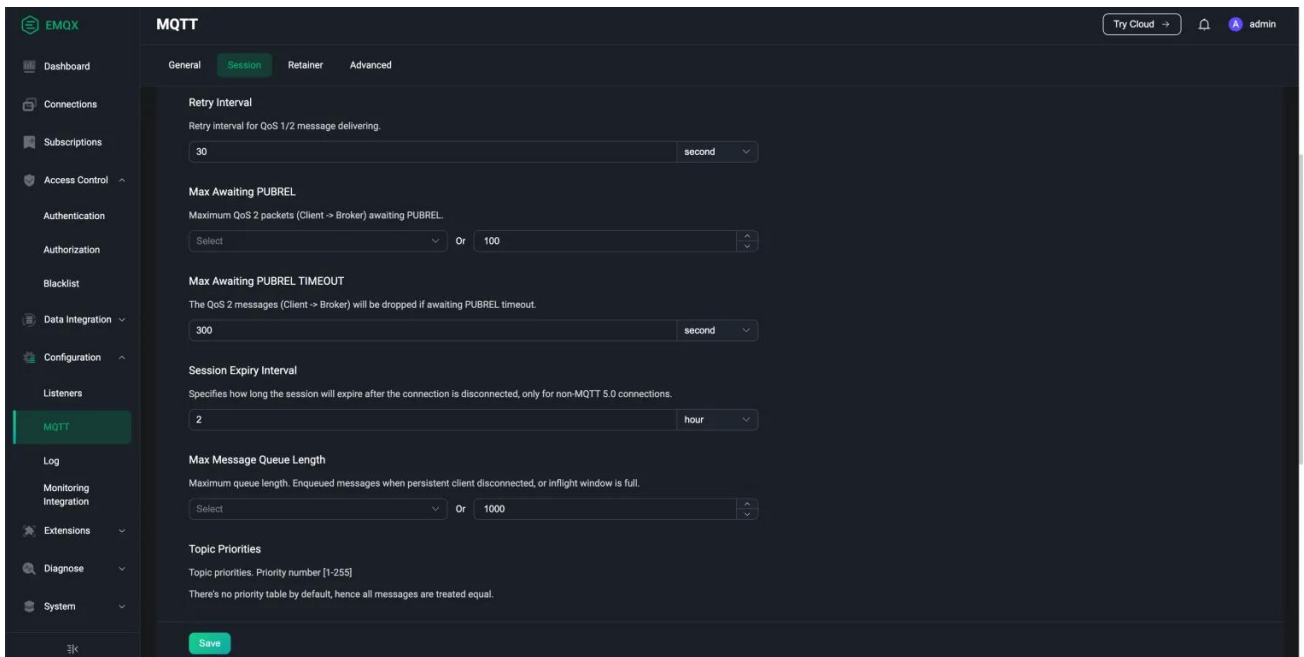 EMQX
MQTT
Try Cloud →
A
admin
Dashboard
Connections
Subscriptions
Access Control
Authentication
Authorization
Blacklist
Data Integration
Configuration
Listeners
MQTT
Log
Monitoring
Integration
Extensions
Diagnose
System
General Session Retainer Advanced
Retry Interval
Retry interval for QoS 1/2 message delivering.
30 second
Max Awaiting PUBREL
Maximum QoS 2 packets (Client -> Broker) awaiting PUBREL.
Select Or 100
Max Awaiting PUBREL TIMEOUT
The QoS 2 messages (Client -> Broker) will be dropped if awaiting PUBREL timeout.
300 second
Session Expiry Interval
Specifies how long the session will expire after the connection is disconnected, only for non-MQTT 5.0 connections.
2 hour
Max Message Queue Length
Maximum queue length. Enqueued messages when persistent client disconnected, or inflight window is full.
Select Or 1000
Topic Priorities
Topic priorities. Priority number [1-255]
There's no priority table by default, hence all messages are treated equal.
Save